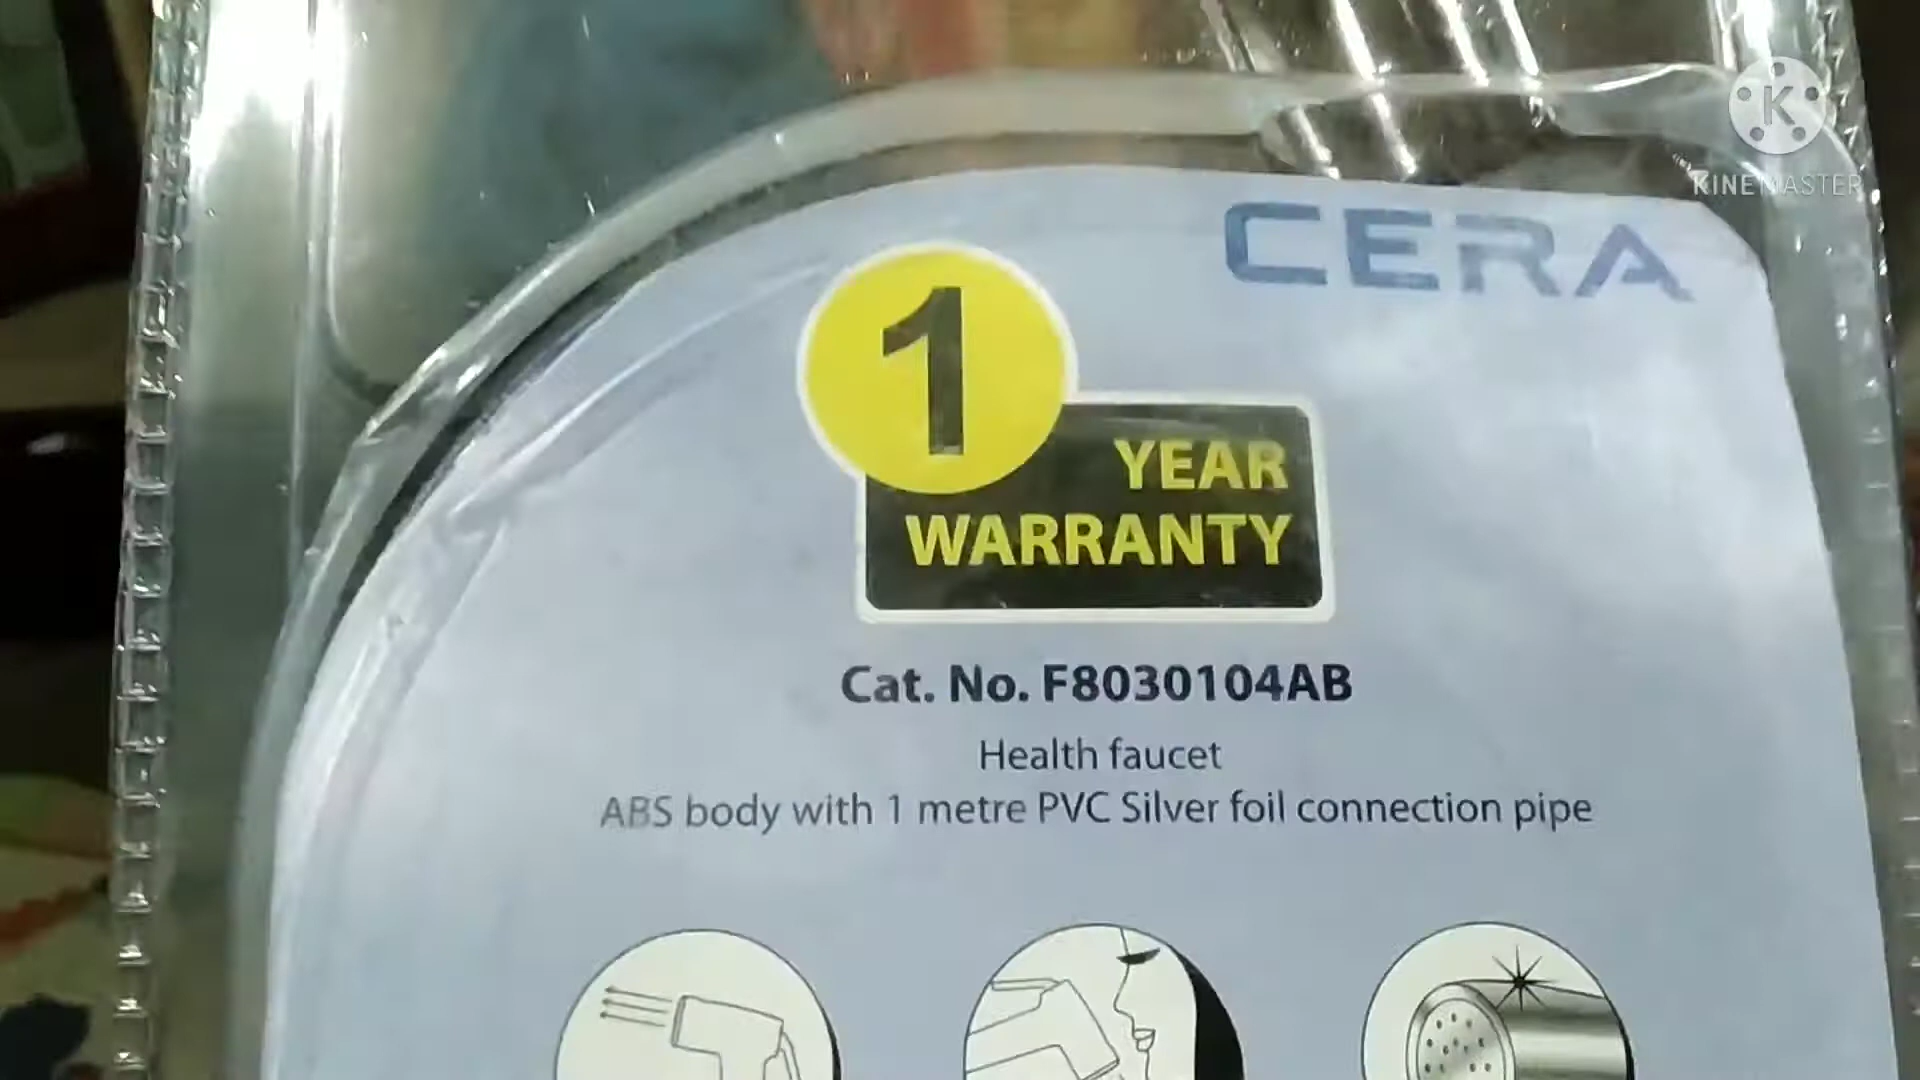 K
KINEMASTER
CERA
1
YEAR
WARRANTY
Cat. No. F8030104AB
Health faucet
ABS body with 1 metre PVC Silver foil connection pipe